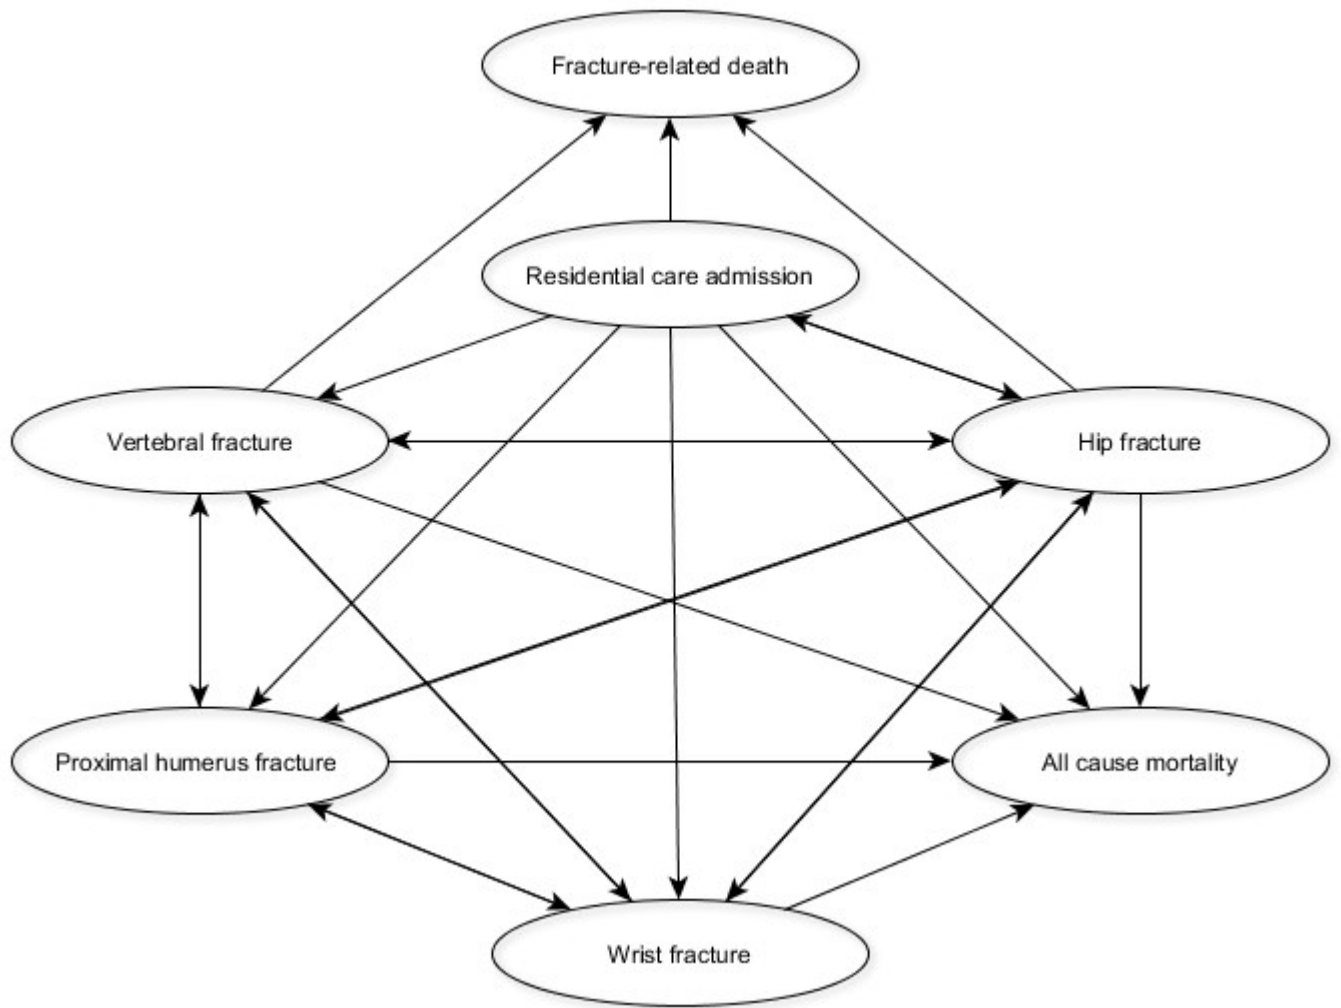 Fracture-related death
Residential care admission
Vertebral fracture
Hip fracture
Proximal humerus fracture
All cause mortality
Wrist fracture